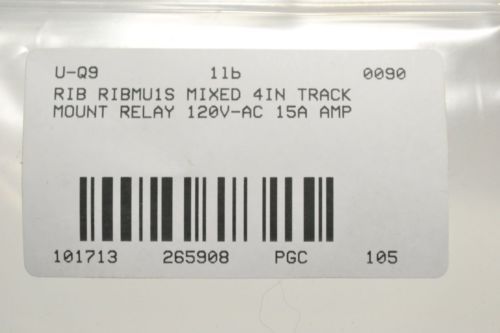 U-Q9 1lb 0090
RIB RIBMU1S MIXED 4IN TRACK
MOUNT RELAY 120V-AC 15A AMP
101713 265908 PGC 105